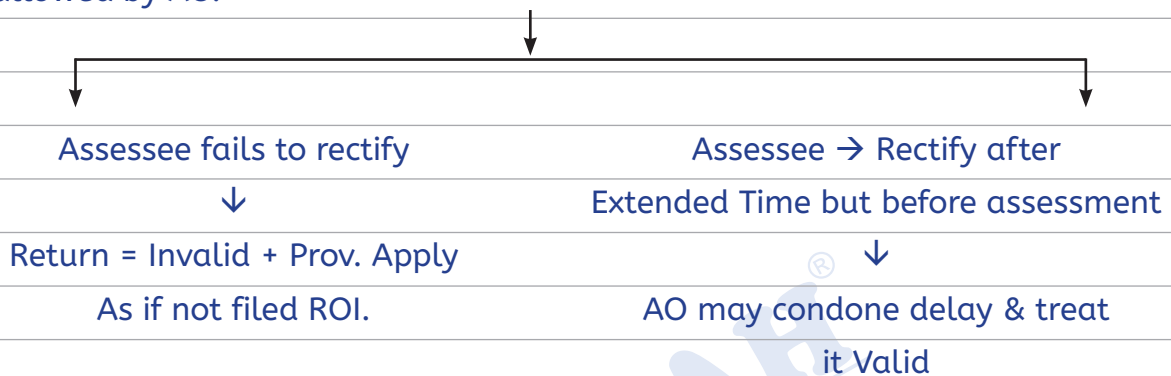 allowed by AO.
Assessee fails to rectify
↓
Return = Invalid + Prov. Apply
As if not filed ROI.
Assessee → Rectify after
Extended Time but before assessment
↓
AO may condone delay & treat
it Valid
®